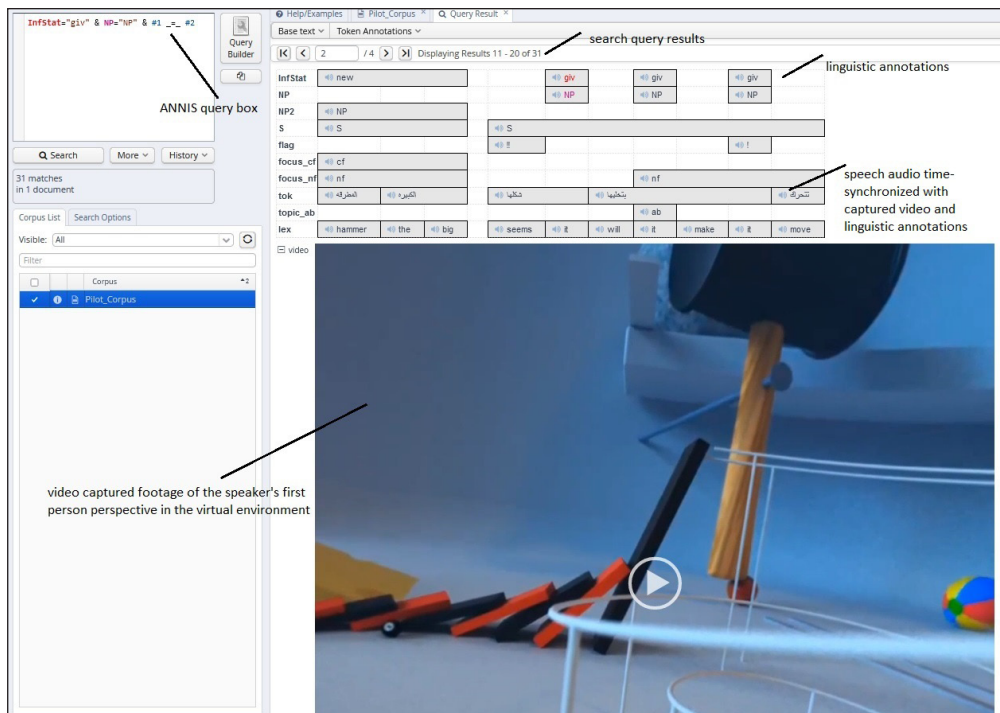 InfStat="giv" & NP="NP" & #1 _=_ #2
Query
Builder
ANNIS query box
Search More History
31 matches
in 1 document
Corpus List Search Options
Visible: All
Filter
Corpus 2
Pilot_Corpus
Help/Examples Pilot_Corpus × Query Result ×
Base text Token Annotations
2 / 4 Displaying Results 11 - 20 of 31
search query results
linguistic annotations
InfStat new giv giv giv
NP NP NP NP
NP2 NP
S S S
flag !! !
focus_cf cf
focus_nf nf nf
tok المطرقه الكبيره شكلها بتخليها تتحرك
topic_ab ab
lex hammer the big seems it will it make it move
speech audio time-
synchronized with
captured video and
linguistic annotations
video
video captured footage of the speaker's first
person perspective in the virtual environment